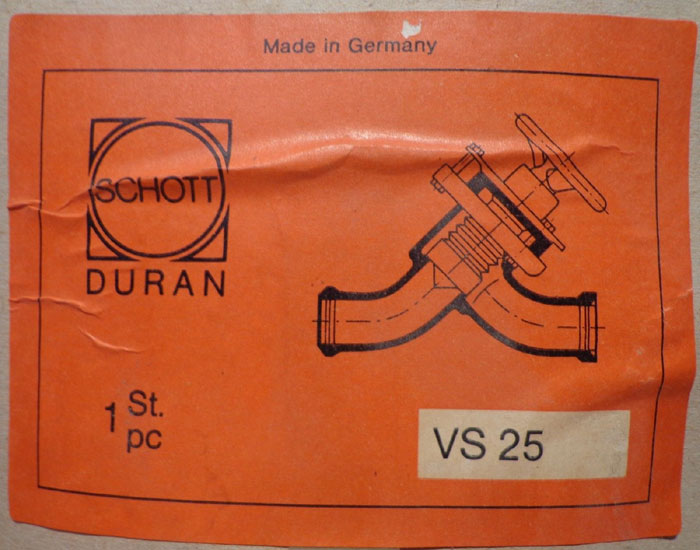 Made in Germany
SCHOTT
DURAN
1 St.
pc
VS 25